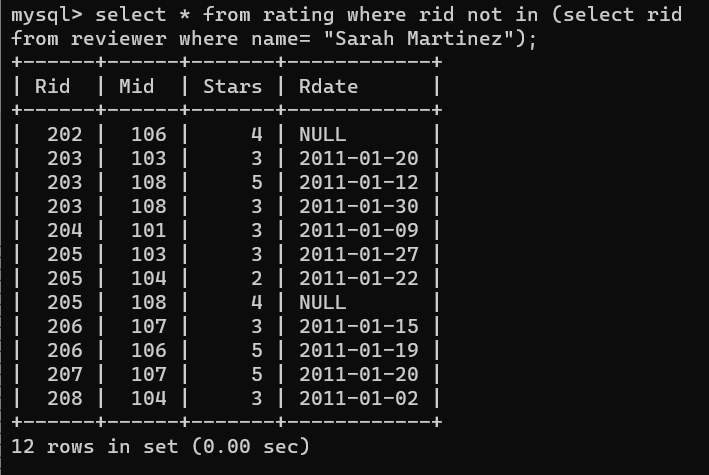 mysql> select * from rating where rid not in (select rid
from reviewer where name= "Sarah Martinez");
+------+------+-------+------------+
| Rid  | Mid  | Stars | Rdate      |
+------+------+-------+------------+
|  202 |  106 |     4 | NULL       |
|  203 |  103 |     3 | 2011-01-20 |
|  203 |  108 |     5 | 2011-01-12 |
|  203 |  108 |     3 | 2011-01-30 |
|  204 |  101 |     3 | 2011-01-09 |
|  205 |  103 |     3 | 2011-01-27 |
|  205 |  104 |     2 | 2011-01-22 |
|  205 |  108 |     4 | NULL       |
|  206 |  107 |     3 | 2011-01-15 |
|  206 |  106 |     5 | 2011-01-19 |
|  207 |  107 |     5 | 2011-01-20 |
|  208 |  104 |     3 | 2011-01-02 |
+------+------+-------+------------+
12 rows in set (0.00 sec)